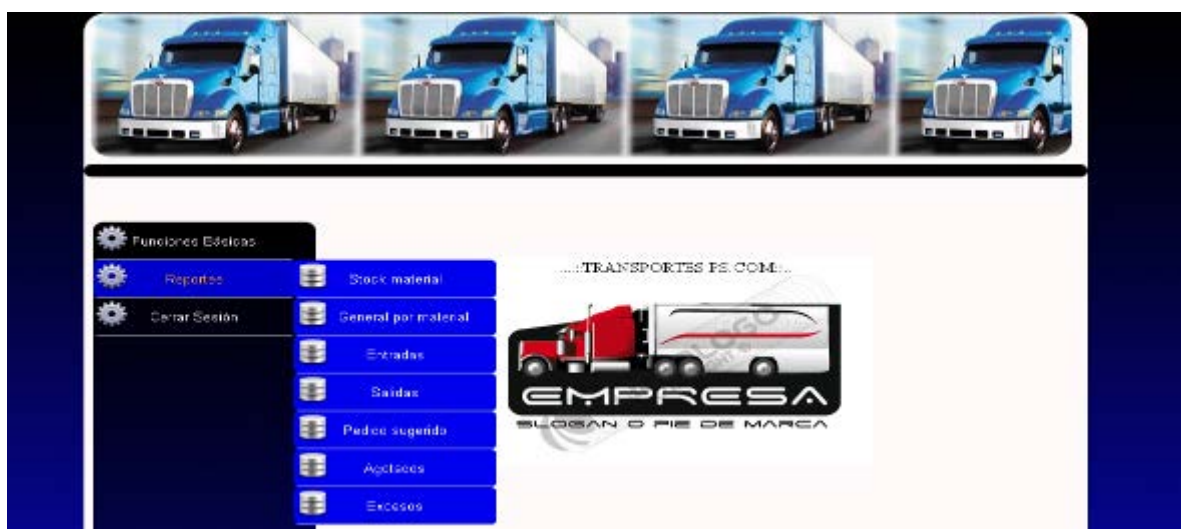 Funciones Básicas
Reportes
Cerrar Sesión
Stock material
General por material
Entradas
Salidas
Pedido sugerido
Agotados
Excesos
....::TRANSPORTES PS. COM::..
LOGO
EMPRESA
SLOGAN O PIE DE MARCA